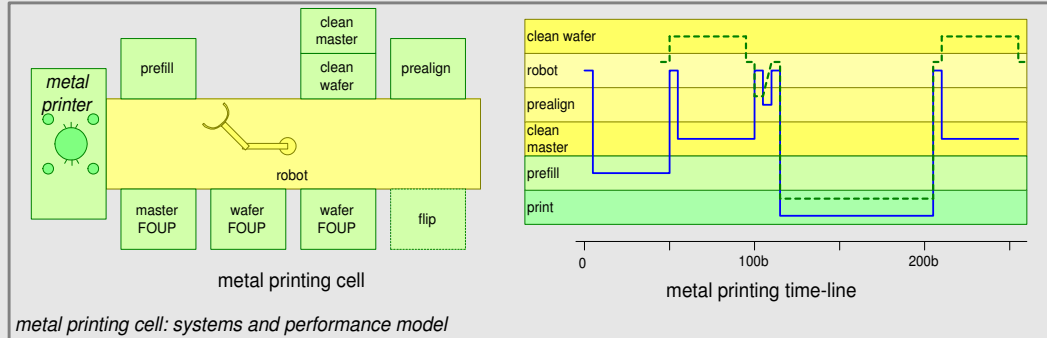 clean
master
clean
wafer
prefill
prealign
metal
printer
robot
master
FOUP
wafer
FOUP
wafer
FOUP
flip
metal printing cell
clean wafer
robot
prealign
clean
master
prefill
print
0
100b
200b
metal printing time-line
metal printing cell: systems and performance model